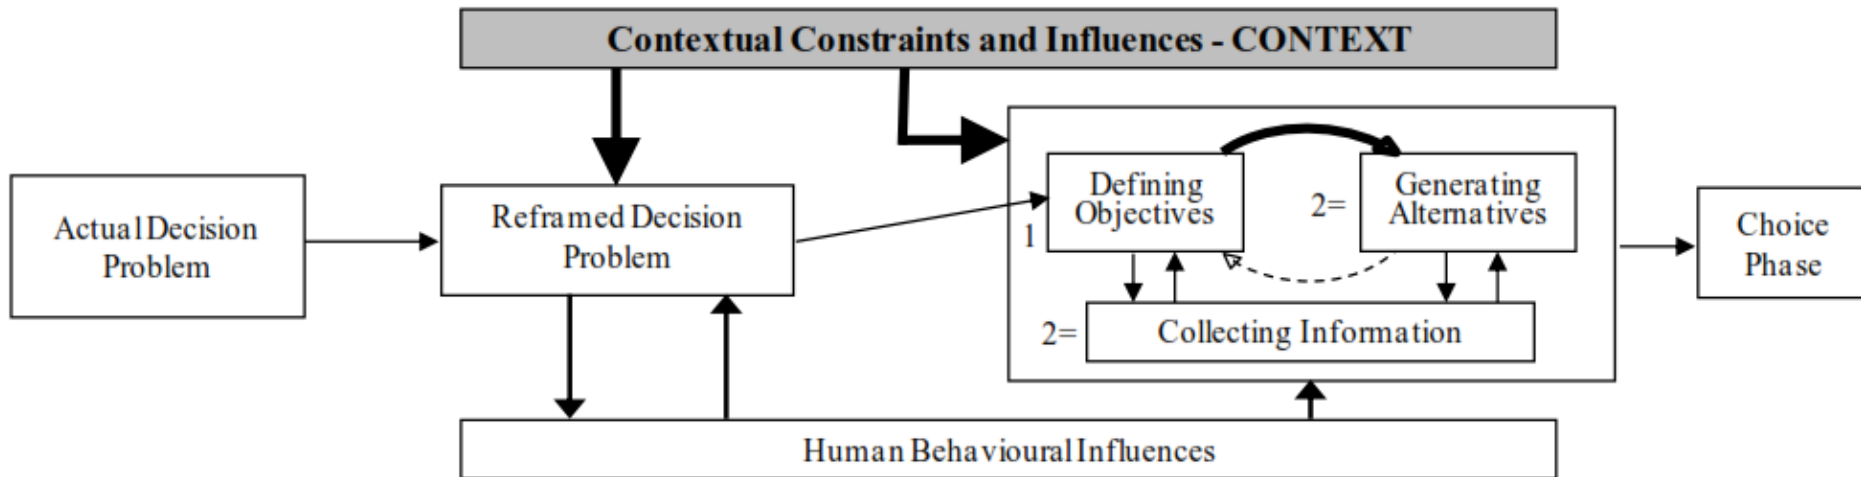 Contextual Constraints and Influences - CONTEXT
Actual Decision
Problem
Reframed Decision
Problem
1
Defining
Objectives
2=
Generating
Alternatives
2=
Collecting Information
Choice
Phase
Human Behavioural Influences